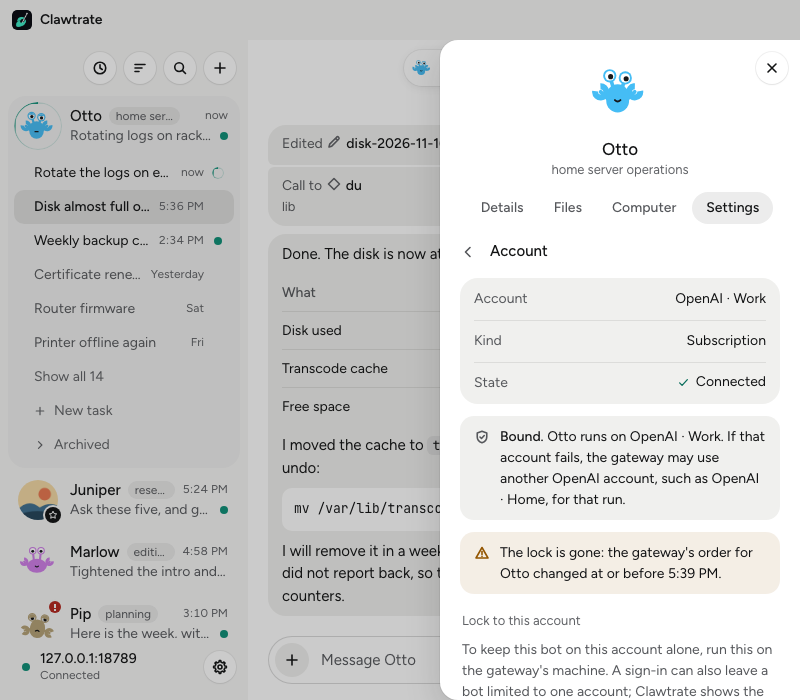 Clawtrate
Otto home ser... now
Rotating logs on rack...
Rotate the logs on e... now
Disk almost full o... 5:36 PM
Weekly backup c... 2:34 PM
Certificate rene... Yesterday
Router firmware Sat
Printer offline again Fri
Show all 14
+ New task
Archived
Juniper rese... 5:24 PM
Ask these five, and g...
Marlow editi... 4:58 PM
Tightened the intro and...
Pip planning 3:10 PM
Here is the week. wit...
127.0.0.1:18789
Connected
Edited disk-2026-11-1
Call to du
lib
Done. The disk is now at
What
Disk used
Transcode cache
Free space
I moved the cache to t
undo:
mv /var/lib/transco
I will remove it in a week
did not report back, so t
counters.
Message Otto
Otto
home server operations
Details Files Computer Settings
Account
Account OpenAI · Work
Kind Subscription
State Connected
Bound. Otto runs on OpenAI · Work. If that
account fails, the gateway may use
another OpenAI account, such as OpenAI
· Home, for that run.
The lock is gone: the gateway's order for
Otto changed at or before 5:39 PM.
Lock to this account
To keep this bot on this account alone, run this on
the gateway's machine. A sign-in can also leave a
bot limited to one account; Clawtrate shows the